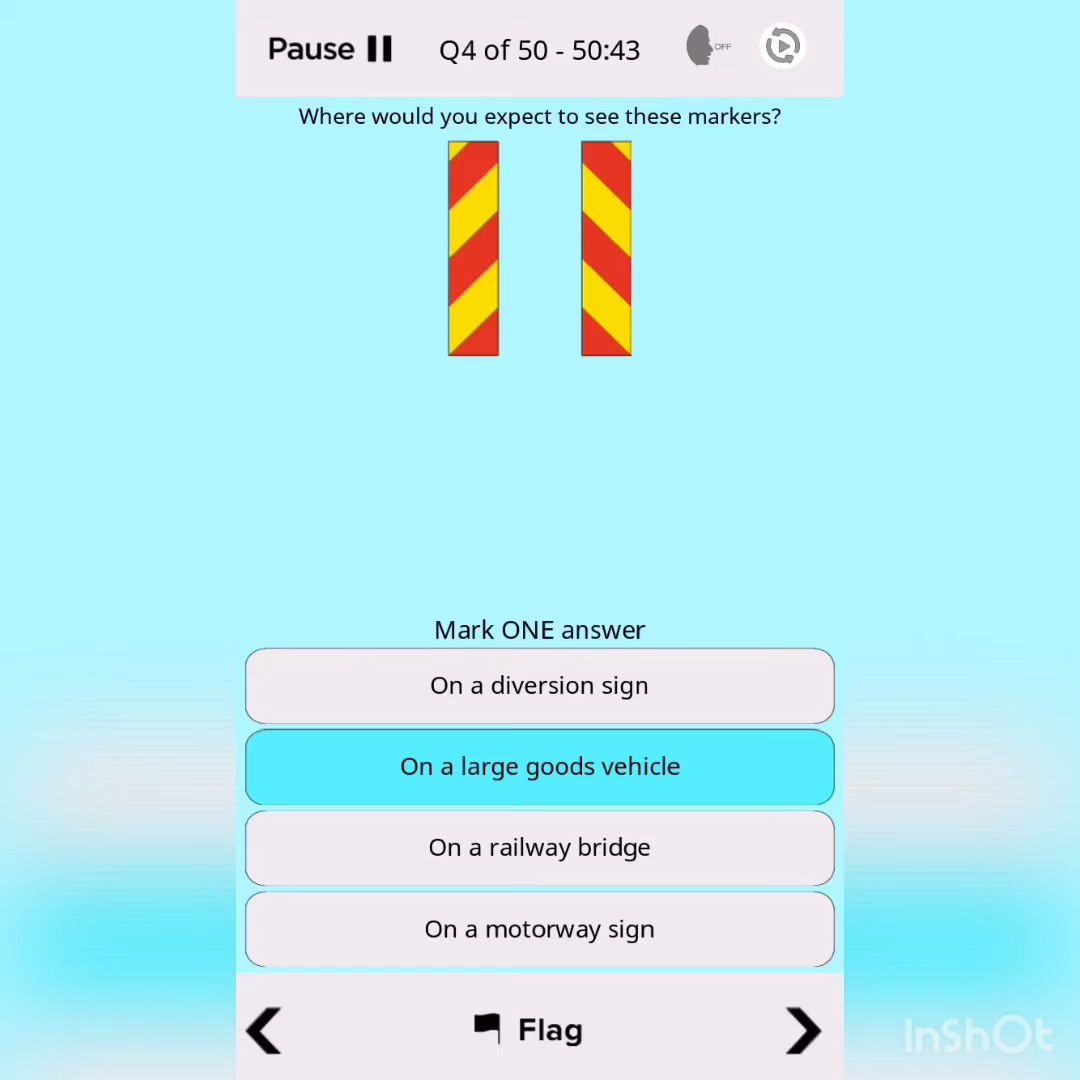 Pause
Q4 of 50 - 50:43
OFF
Where would you expect to see these markers?
Mark ONE answer
On a diversion sign
On a large goods vehicle
On a railway bridge
On a motorway sign
Flag
InShOt